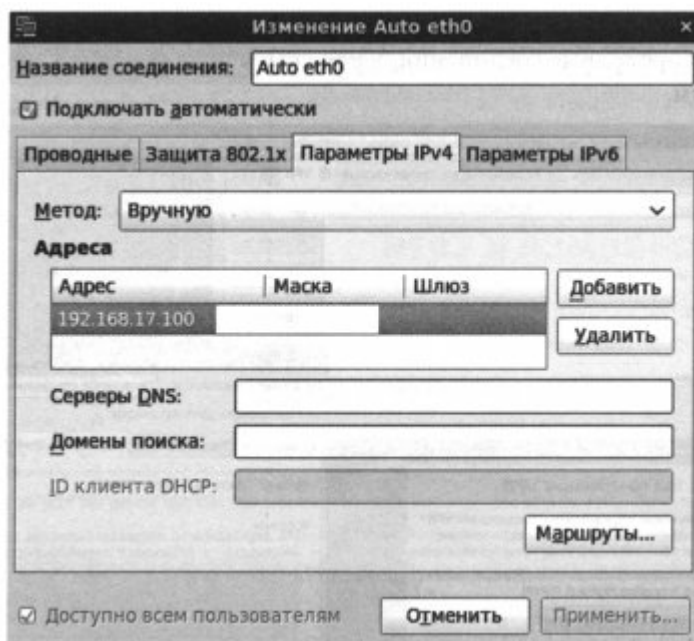 Изменение Auto eth0
Название соединения: Auto eth0
Подключать автоматически
Проводные Защита 802.1x Параметры IPv4 Параметры IPv6
Метод: Вручную
Адреса
Адрес Маска Шлюз
192.168.17.100
Добавить
Удалить
Серверы DNS:
Домены поиска:
ID клиента DHCP:
Маршруты...
Доступно всем пользователям Отменить Применить...